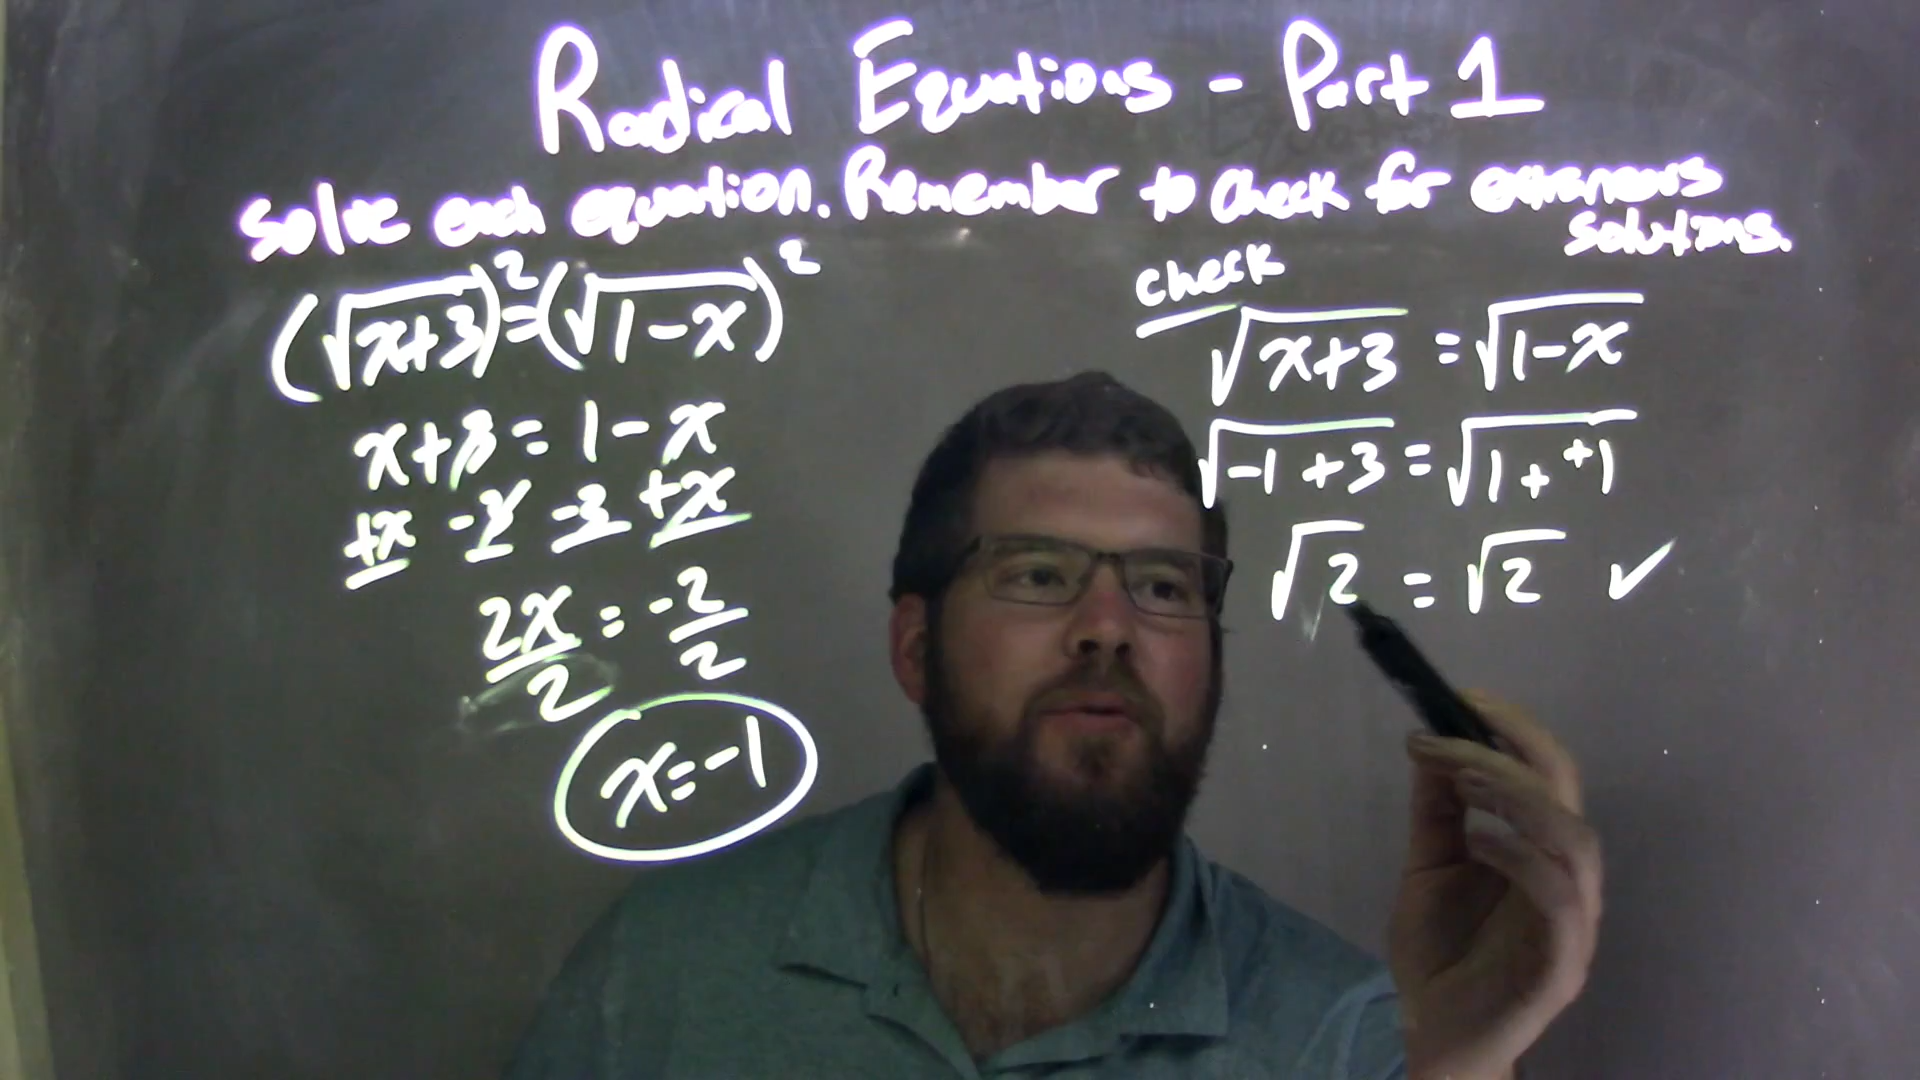 Radical Equations - Part 1
Solve each equation. Remember to check for extraneous
solutions.
(√x+3)²=(√1-x)²
x+3=1-x
+x -3 -3 +x
2x=-2
2 2
x=-1
check
√x+3=√1-x
√-1+3=√1++1
√2=√2 ✓